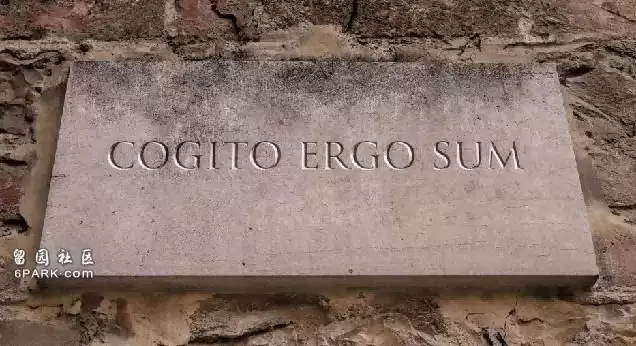 COGITO ERGO SUM
留园社区
6PARK.com